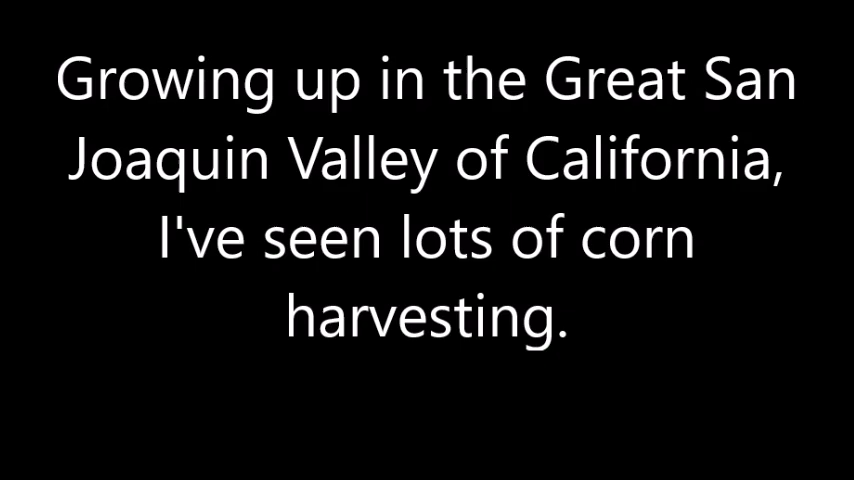 Growing up in the Great San
Joaquin Valley of California,
I've seen lots of corn
harvesting.